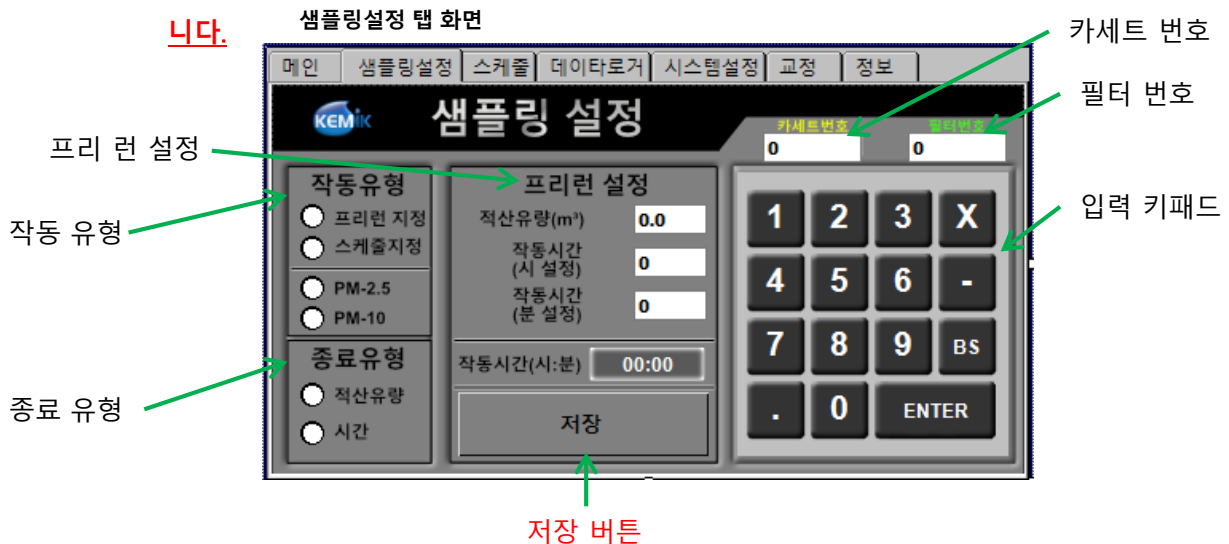 니다.
샘플링설정 탭 화면
카세트 번호
필터 번호
프리 런 설정
작동 유형
종료 유형
입력 키패드
저장 버튼
메인 샘플링설정 스케줄 데이타로거 시스템설정 교정 정보
KEMiK 샘플링 설정
카세트번호 필터번호
0 0
작동유형
프리런 지정
스케줄지정
PM-2.5
PM-10
종료유형
적산유량
시간
프리런 설정
적산유량(m³) 0.0
작동시간
(시 설정) 0
작동시간
(분 설정) 0
작동시간(시:분) 00:00
저장
1 2 3 X
4 5 6 -
7 8 9 BS
. 0 ENTER